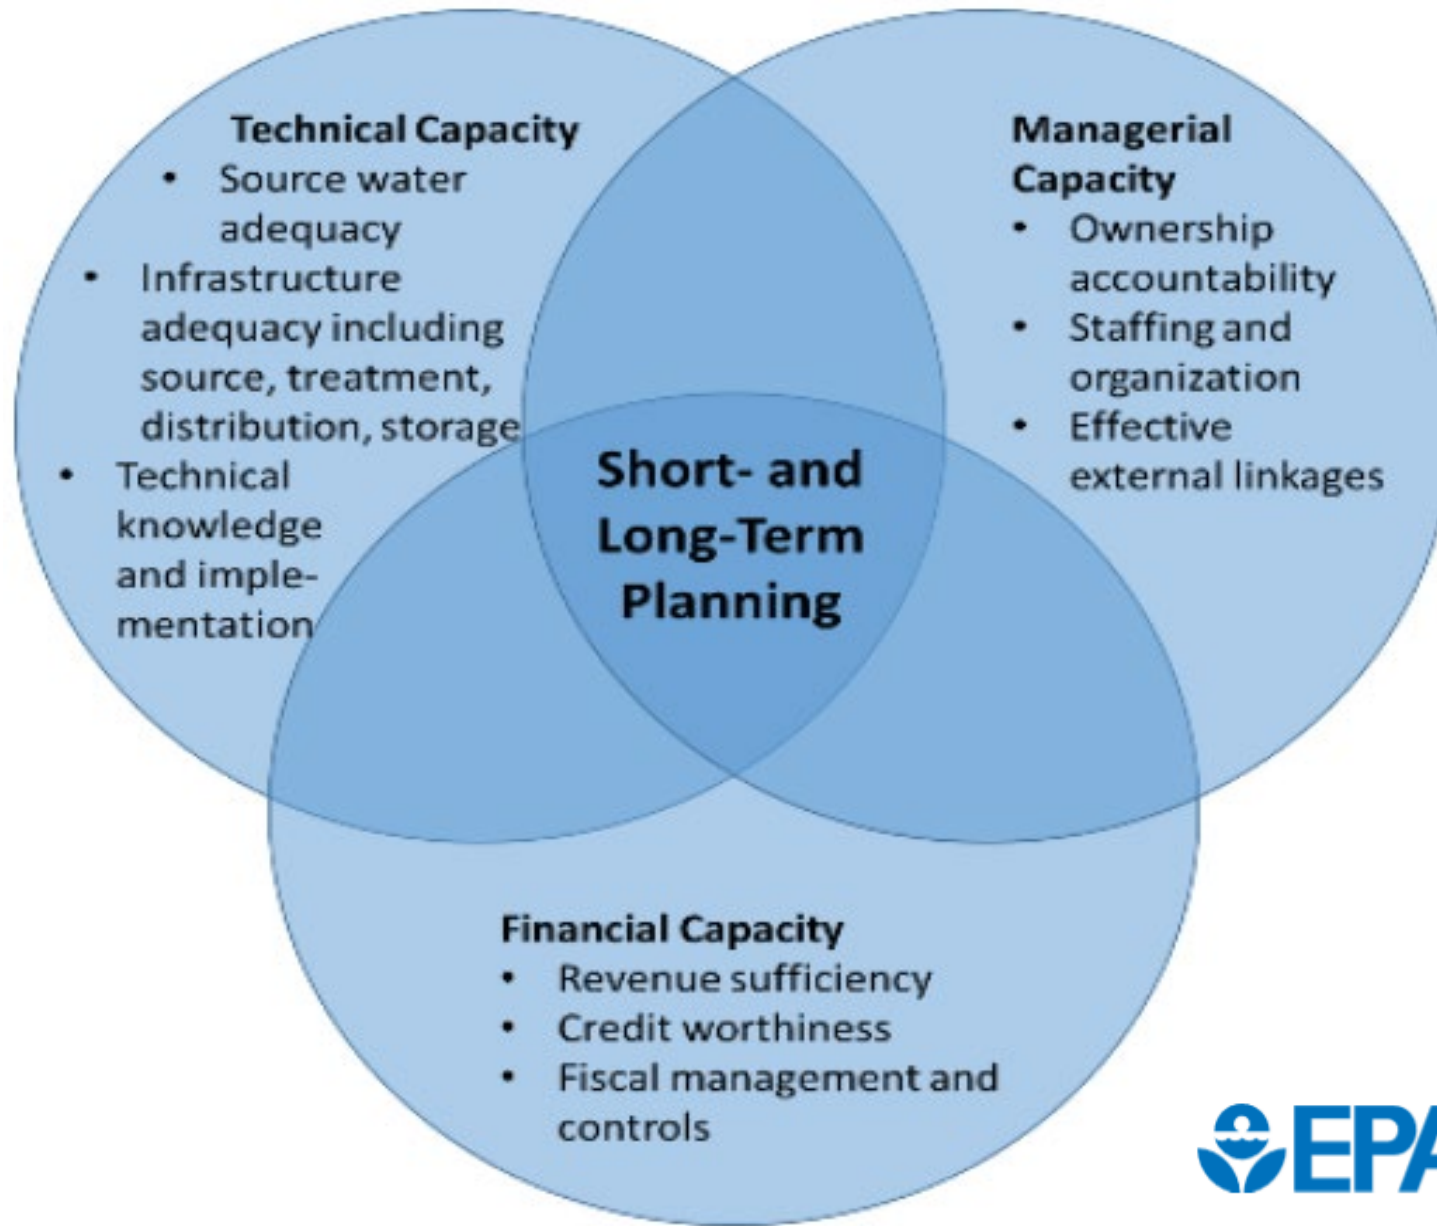 Technical Capacity
• Source water
adequacy
• Infrastructure
adequacy including
source, treatment,
distribution, storage
• Technical
knowledge
and imple-
mentation
Managerial
Capacity
• Ownership
accountability
• Staffing and
organization
• Effective
external linkages
Short- and
Long-Term
Planning
Financial Capacity
• Revenue sufficiency
• Credit worthiness
• Fiscal management and
controls
EPA